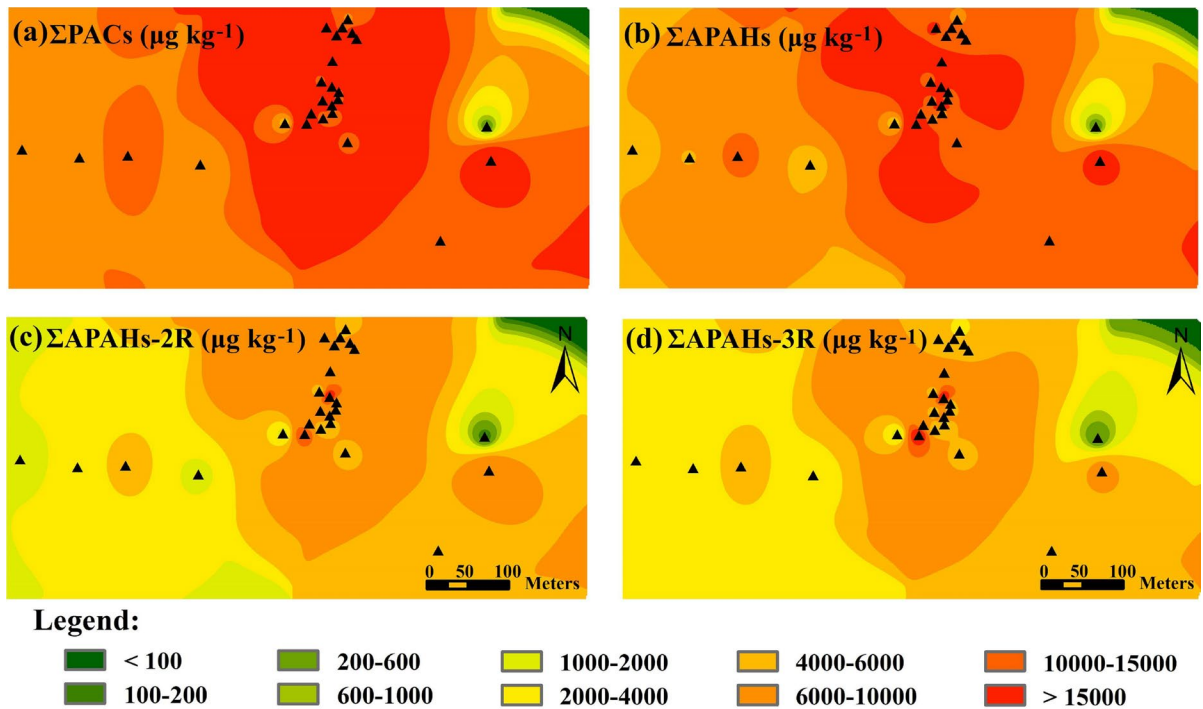 (a) ΣPACs (μg kg⁻¹)
(b) ΣAPAHs (μg kg⁻¹)
(c) ΣAPAHs-2R (μg kg⁻¹)
N
0 50 100
Meters
(d) ΣAPAHs-3R (μg kg⁻¹)
N
0 50 100
Meters
Legend:
< 100 200-600 1000-2000 4000-6000 10000-15000
100-200 600-1000 2000-4000 6000-10000 > 15000